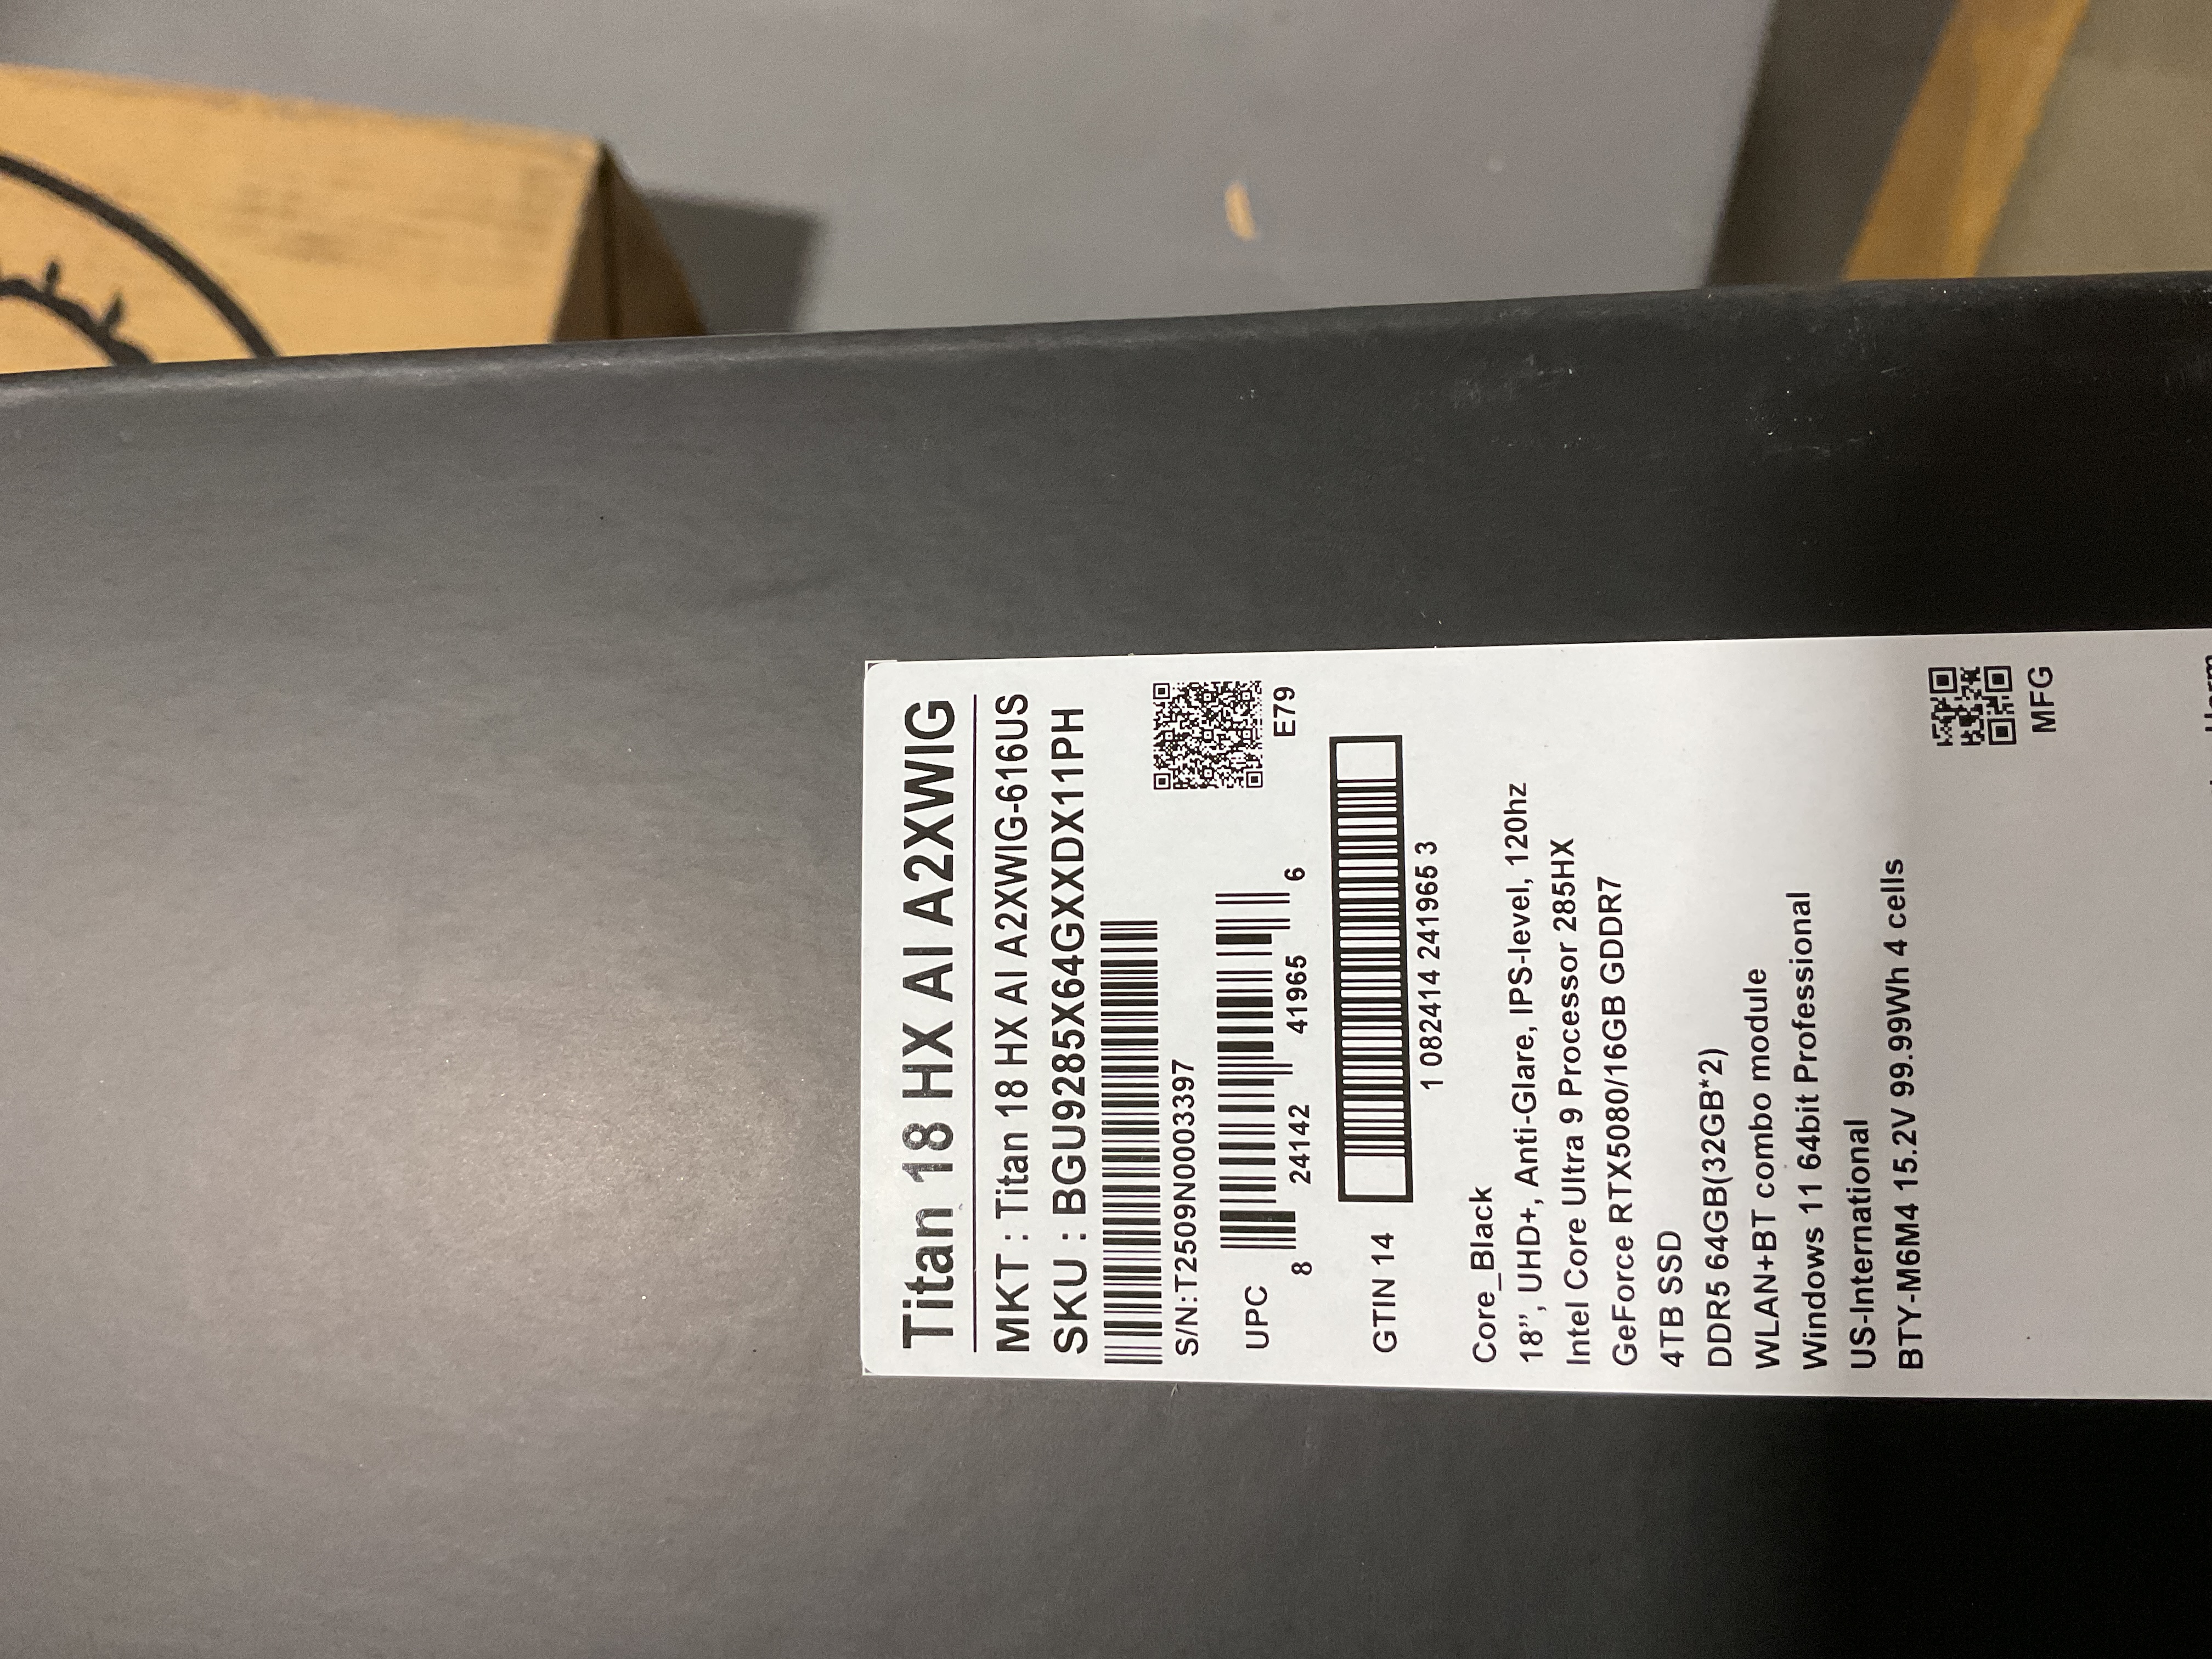 Titan 18 HX AI A2XWIG
MKT : Titan 18 HX AI A2XWIG-616US
SKU : BGU9285X64GXXDX11PH
S/N:T2509N0003397
E79
UPC
8 24142 41965 6
GTIN 14
1 082414 241965 3
Core_Black
18”, UHD+, Anti-Glare, IPS-level, 120hz
Intel Core Ultra 9 Processor 285HX
GeForce RTX5080/16GB GDDR7
4TB SSD
DDR5 64GB(32GB*2)
WLAN+BT combo module
Windows 11 64bit Professional
US-International
BTY-M6M4 15.2V 99.99Wh 4 cells
MFG